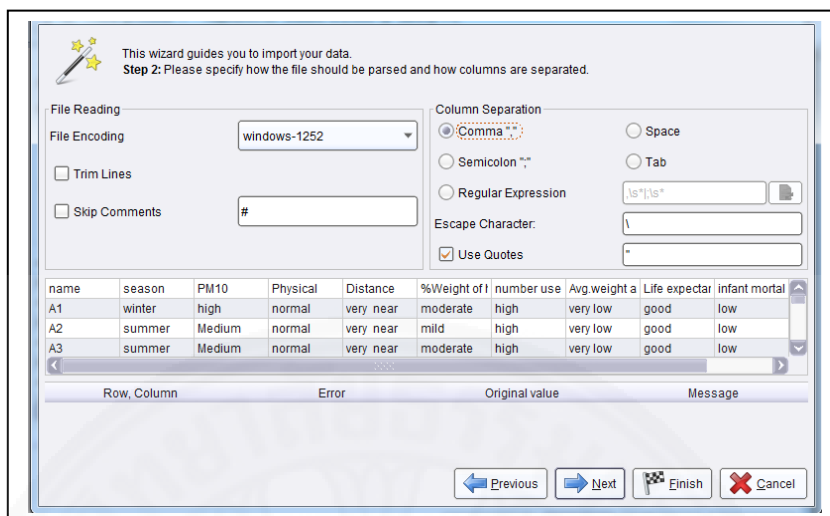 This wizard guides you to import your data.
Step 2: Please specify how the file should be parsed and how columns are separated.
File Reading
File Encoding windows-1252
Trim Lines
Skip Comments #
Column Separation
Comma "," Space
Semicolon ";" Tab
Regular Expression ,\s*|;\s*
Escape Character: \
Use Quotes "
name season PM10 Physical Distance %Weight of h number use Avg.weight a Life expectar infant mortal
A1 winter high normal very near moderate high very low good low
A2 summer Medium normal very near mild high very low good low
A3 summer Medium normal very near moderate high very low good low
Row, Column Error Original value Message
Previous Next Finish Cancel